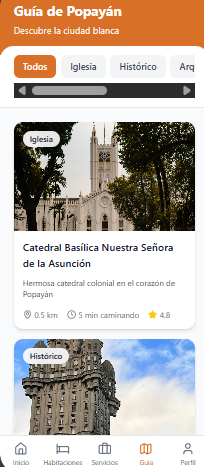 Guía de Popayán
Descubre la ciudad blanca
Todos
Iglesia
Histórico
Arq
Iglesia
Catedral Basílica Nuestra Señora
de la Asunción
Hermosa catedral colonial en el corazón de
Popayán
0.5 km
5 min caminando
4.8
Histórico
Inicio
Habitaciones
Servicios
Guía
Perfil